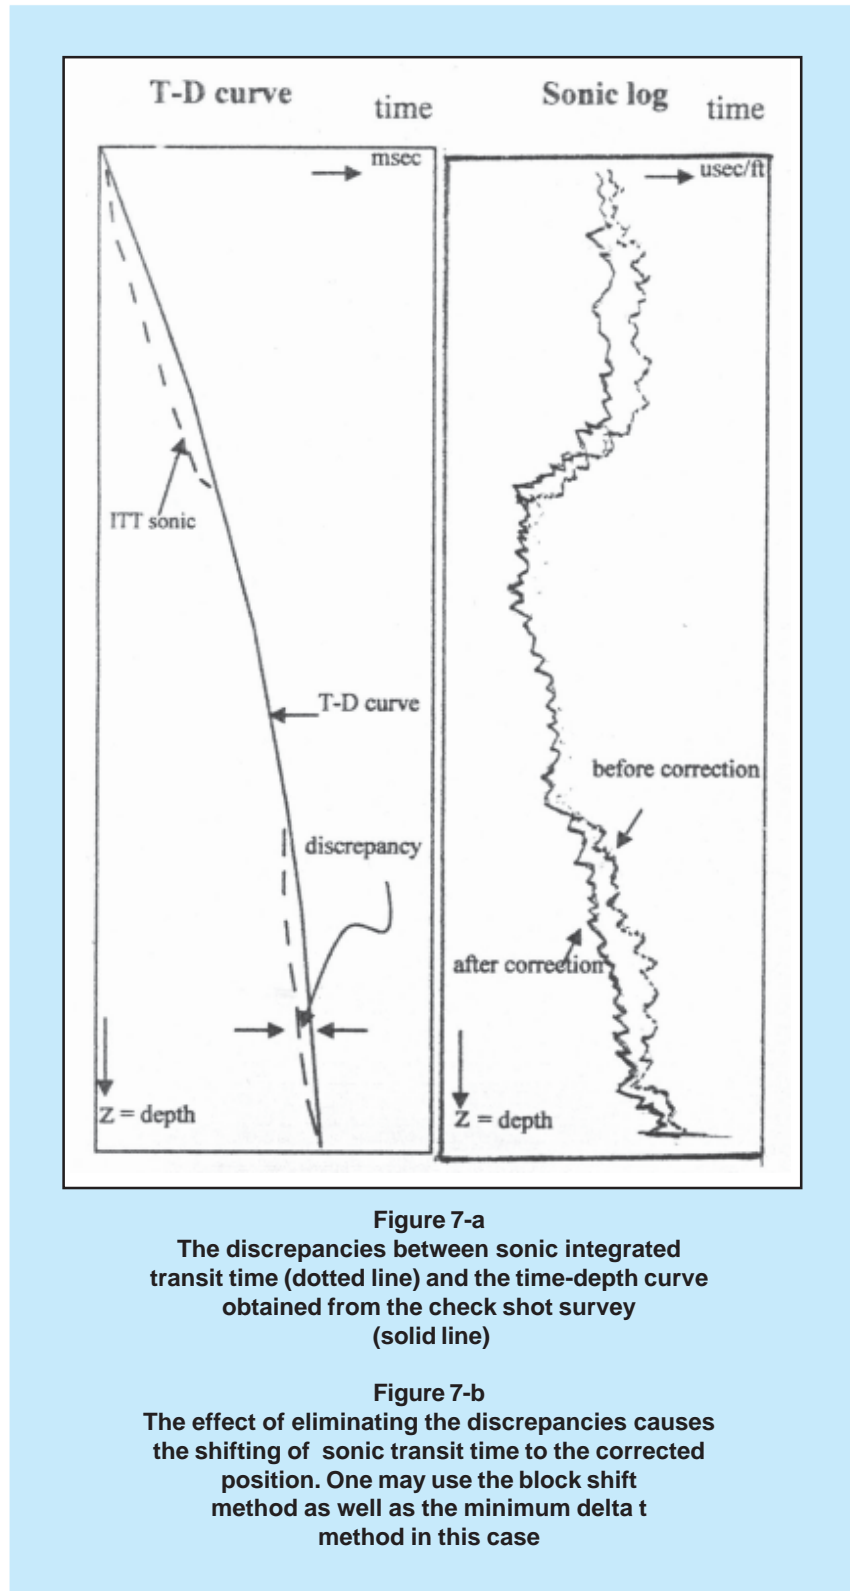 T-D curve
time
Sonic log
time
msec
usec/ft
ITT sonic
T-D curve
before correction
discrepancy
after correction
Z = depth
Z = depth
Figure 7-a
The discrepancies between sonic integrated
transit time (dotted line) and the time-depth curve
obtained from the check shot survey
(solid line)
Figure 7-b
The effect of eliminating the discrepancies causes
the shifting of sonic transit time to the corrected
position. One may use the block shift
method as well as the minimum delta t
method in this case